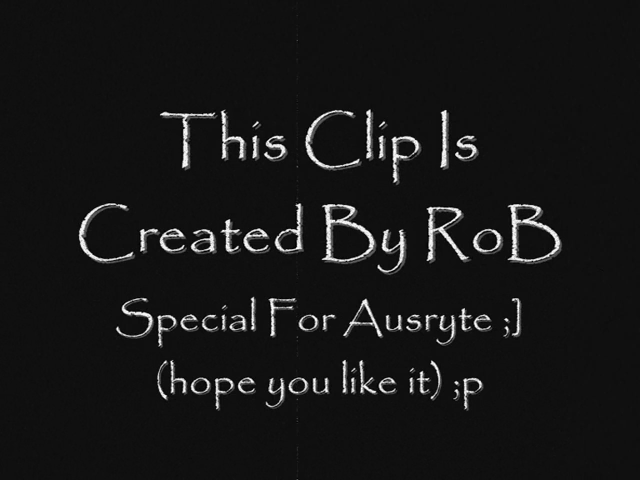 This Clip Is
Created By RoB
Special For Ausryte ;]
(hope you like it) ;p